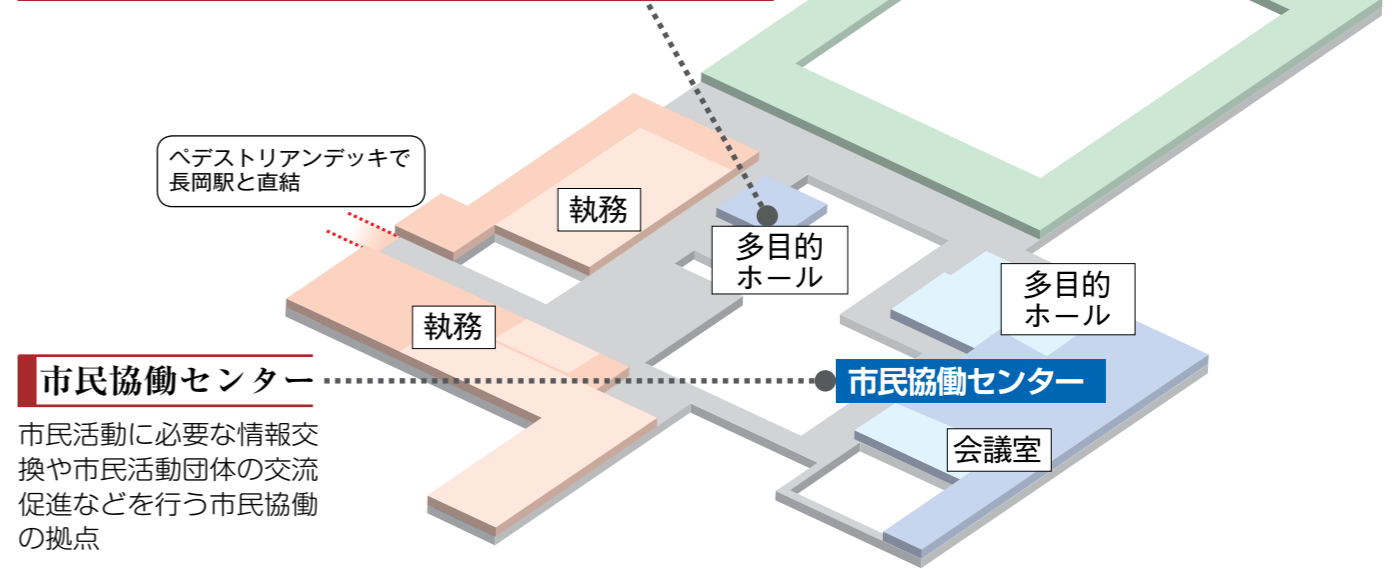 ペデストリアンデッキで
長岡駅と直結
執務
多目的
ホール
多目的
ホール
執務
市民協働センター
市民協働センター
市民活動に必要な情報交
換や市民活動団体の交流
促進などを行う市民協働
の拠点
会議室